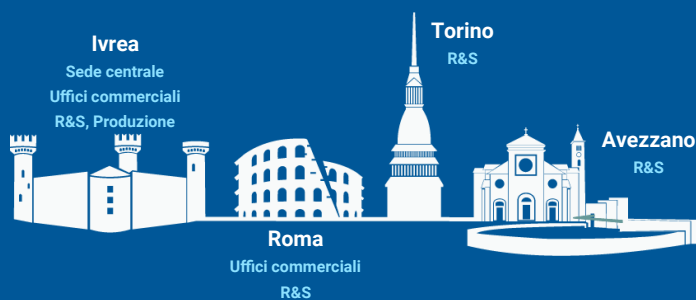 Ivrea
Sede centrale
Uffici commerciali
R&S, Produzione
Roma
Uffici commerciali
R&S
Torino
R&S
Avezzano
R&S